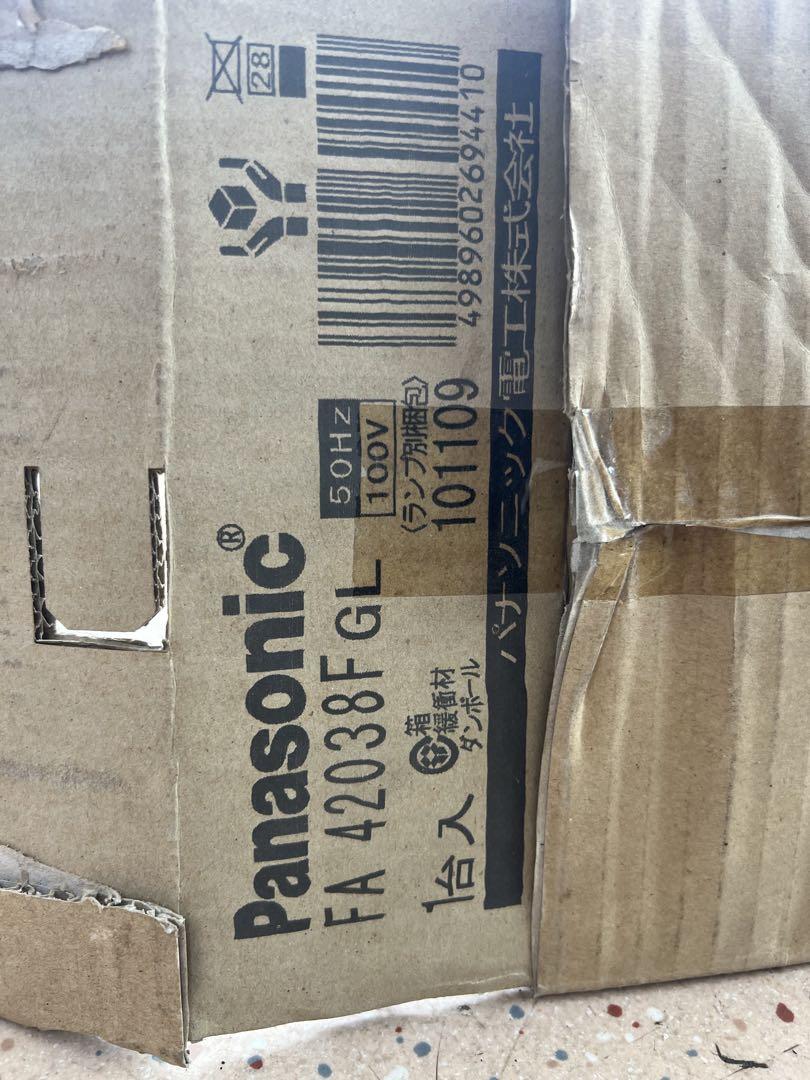 Panasonic®
FA 42038F GL
50Hz
100V
〈ランプ別梱包〉
101109
1台入
箱
緩衝材
ダンボール
28
4989602694410
パナソニック電工株式会社